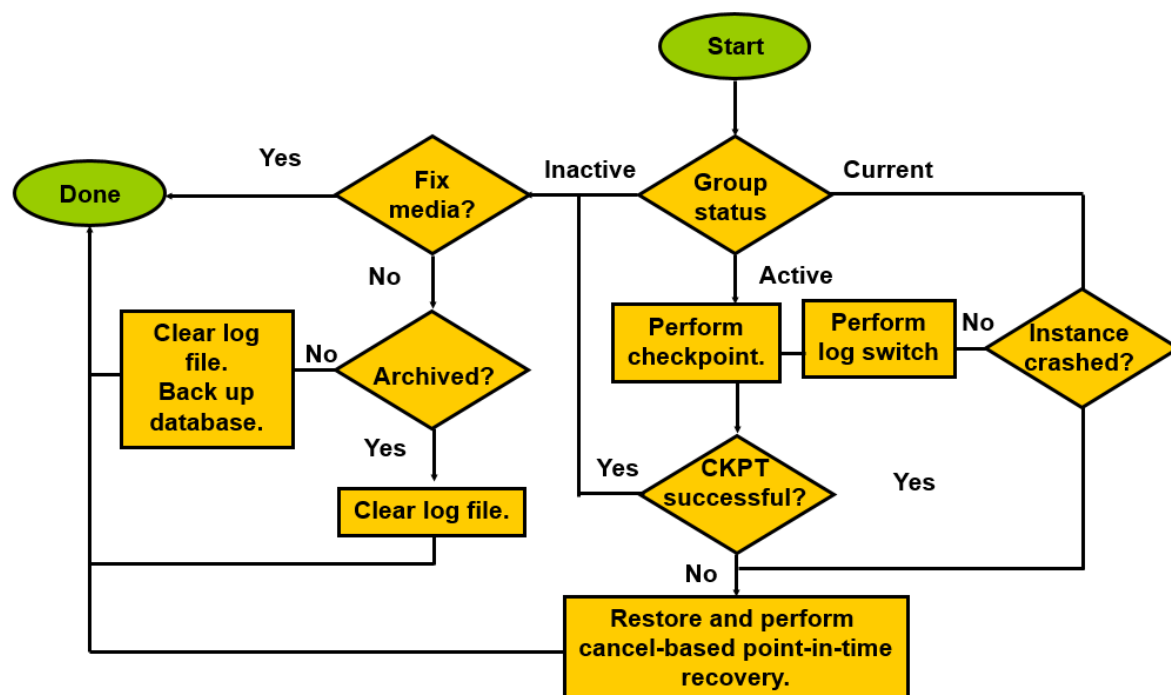 Start
Yes
Inactive
Current
Done
Fix
media?
Group
status
No
Active
Clear log
file.
Back up
database.
No
Archived?
Perform
checkpoint.
Perform
log switch
No
Instance
crashed?
Yes
Yes
CKPT
successful?
Yes
Clear log file.
No
Restore and perform
cancel-based point-in-time
recovery.